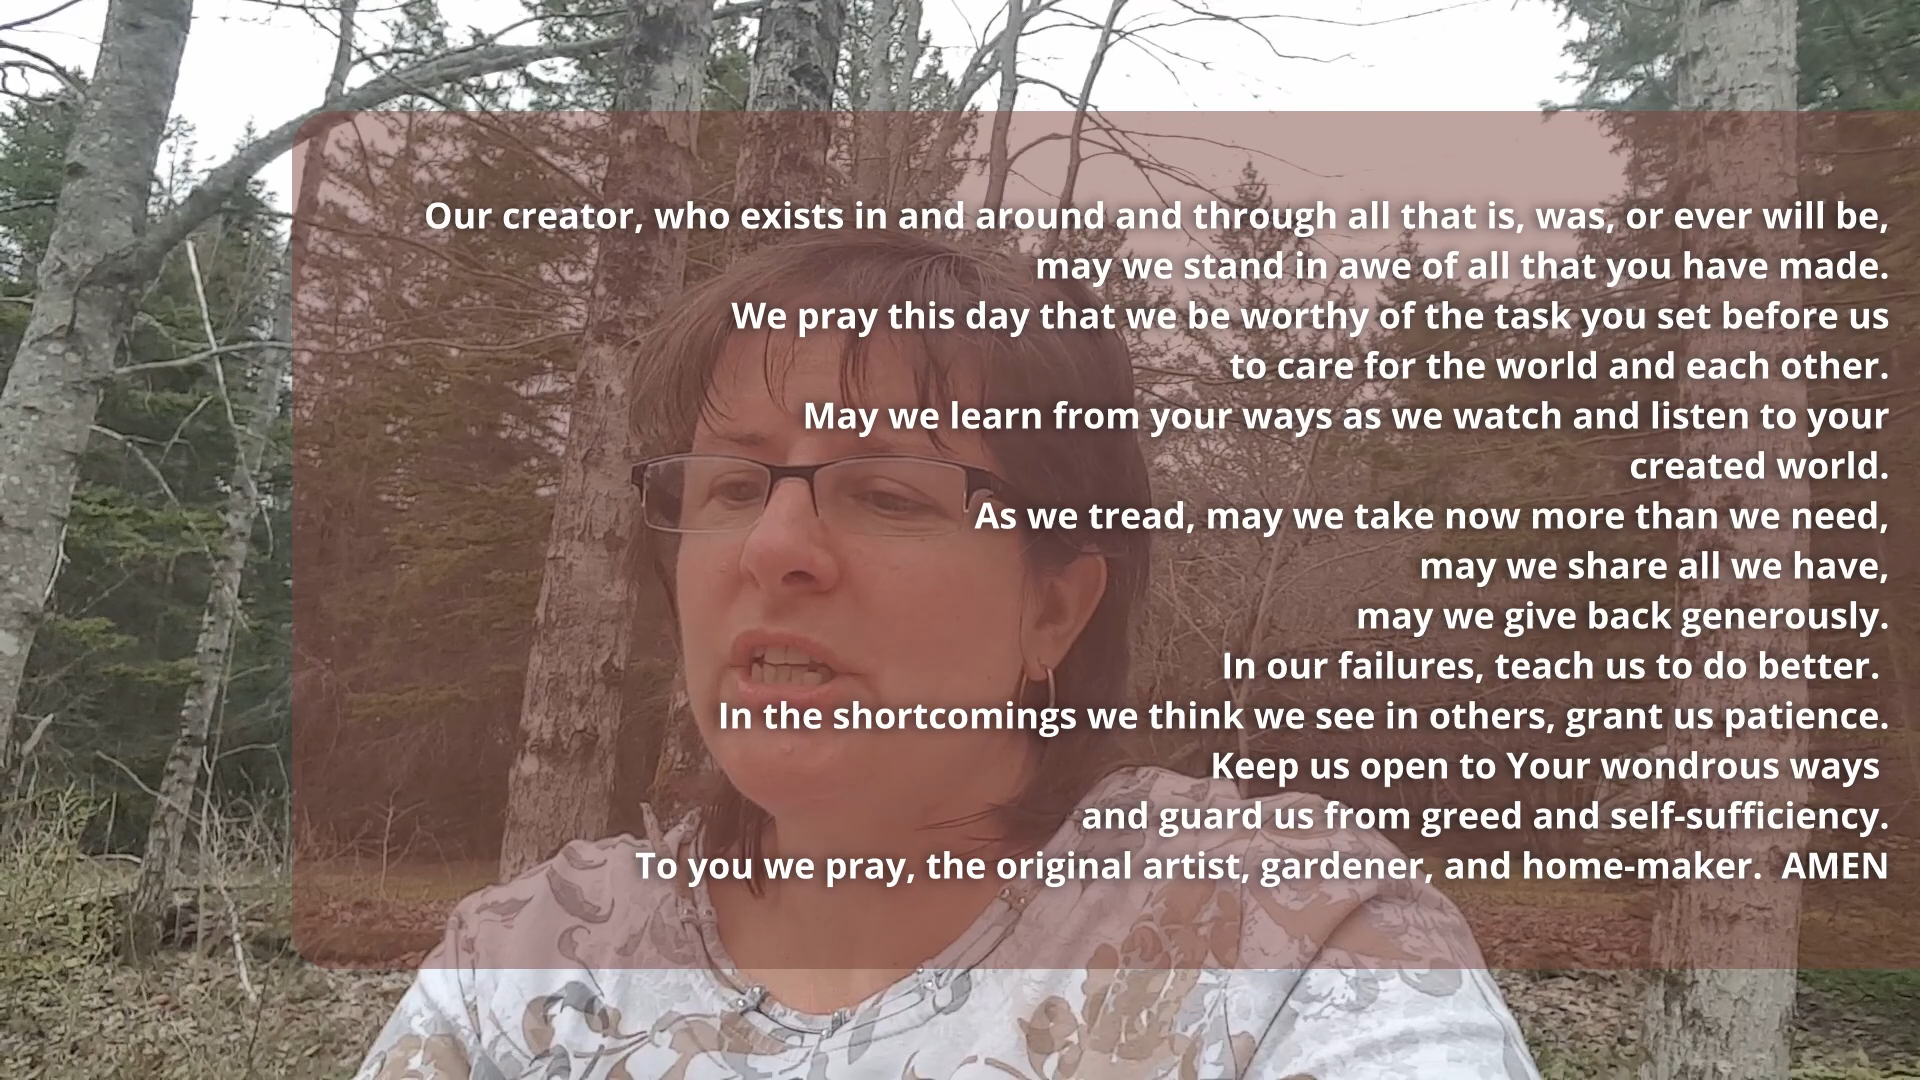 Our creator, who exists in and around and through all that is, was, or ever will be,
may we stand in awe of all that you have made.
We pray this day that we be worthy of the task you set before us
to care for the world and each other.
May we learn from your ways as we watch and listen to your
created world.
As we tread, may we take now more than we need,
may we share all we have,
may we give back generously.
In our failures, teach us to do better.
In the shortcomings we think we see in others, grant us patience.
Keep us open to Your wondrous ways
and guard us from greed and self-sufficiency.
To you we pray, the original artist, gardener, and home-maker. AMEN